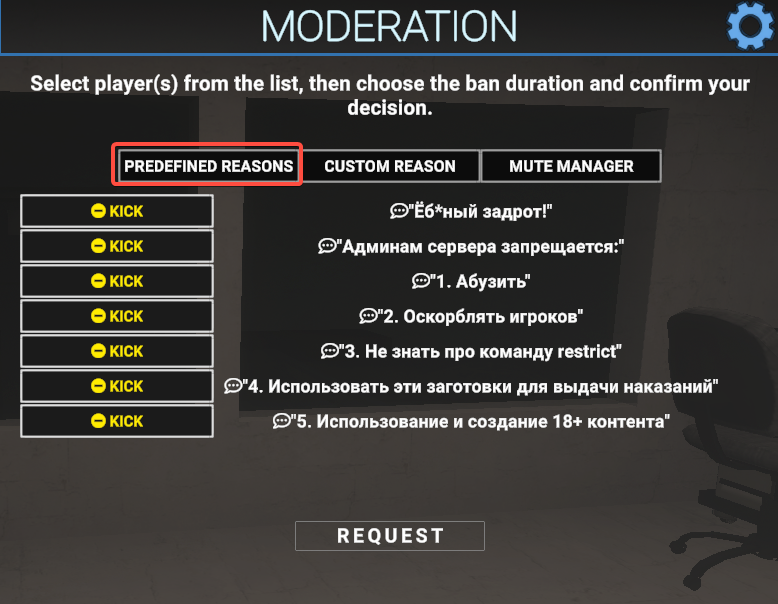 MODERATION
Select player(s) from the list, then choose the ban duration and confirm your
decision.
PREDEFINED REASONS CUSTOM REASON MUTE MANAGER
KICK "Ёб*ный задрот!"
KICK "Админам сервера запрещается:"
KICK "1. Абузить"
KICK "2. Оскорблять игроков"
KICK "3. Не знать про команду restrict"
KICK "4. Использовать эти заготовки для выдачи наказаний"
KICK "5. Использование и создание 18+ контента"
REQUEST